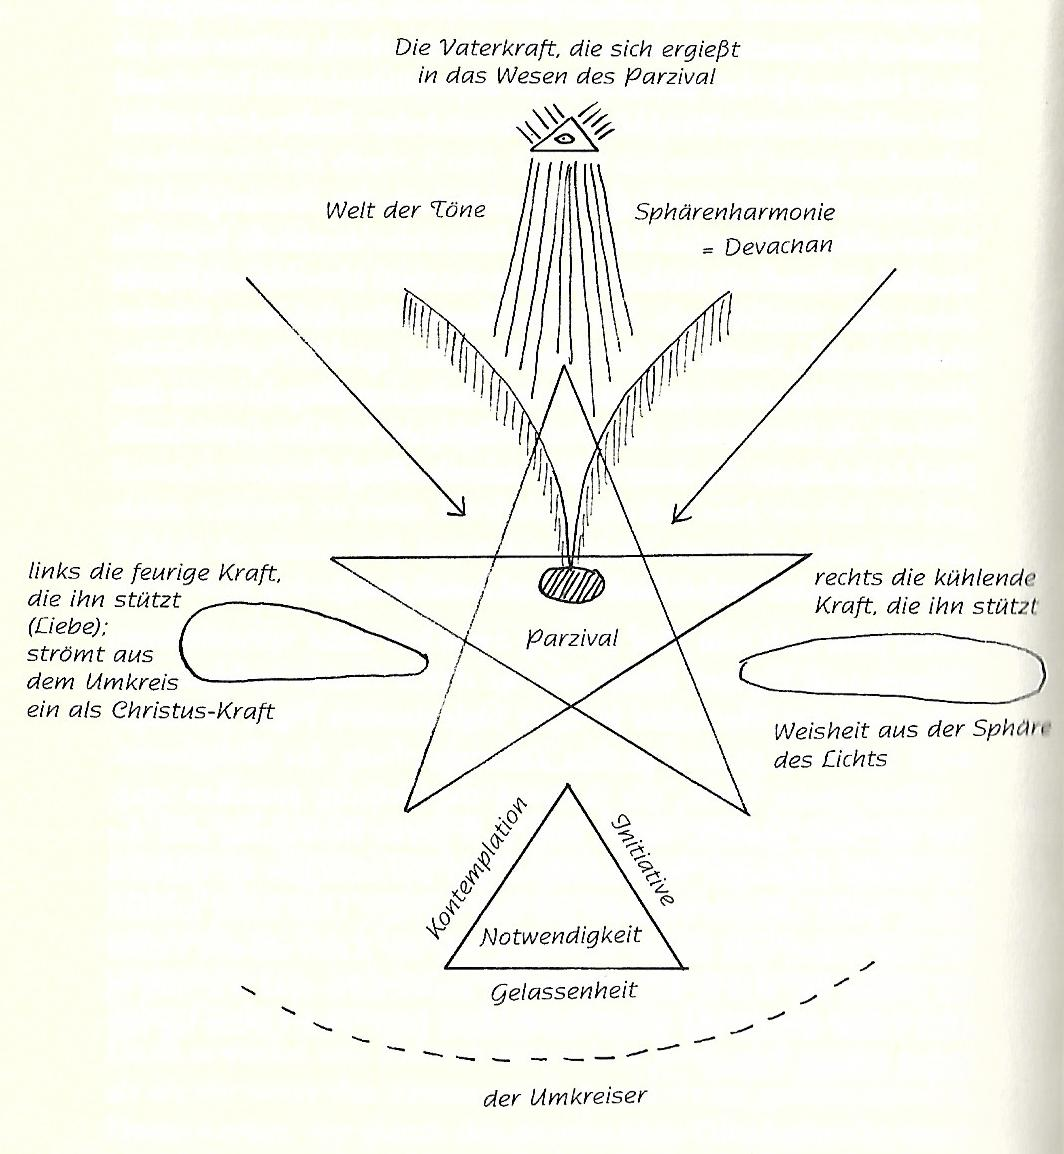 Die Vaterkraft, die sich ergießt
in das Wesen des Parzival
Welt der Töne
Sphärenharmonie
= Devachan
links die feurige Kraft,
die ihn stützt
(Liebe);
strömt aus
dem Umkreis
ein als Christus-Kraft
rechts die kühlende
Kraft, die ihn stützt
Parzival
Weisheit aus der Sphäre
des Lichts
Kontemplation
Initiative
Notwendigkeit
Gelassenheit
der Umkreiser